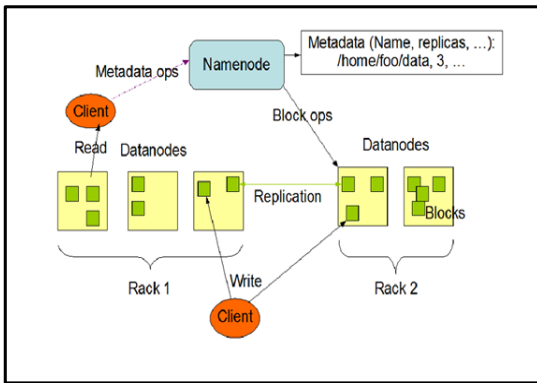 Metadata (Name, replicas, …):
/home/foo/data, 3, …
Namenode
Metadata ops
Client
Block ops
Read
Datanodes
Datanodes
Replication
Blocks
Rack 1
Write
Rack 2
Client